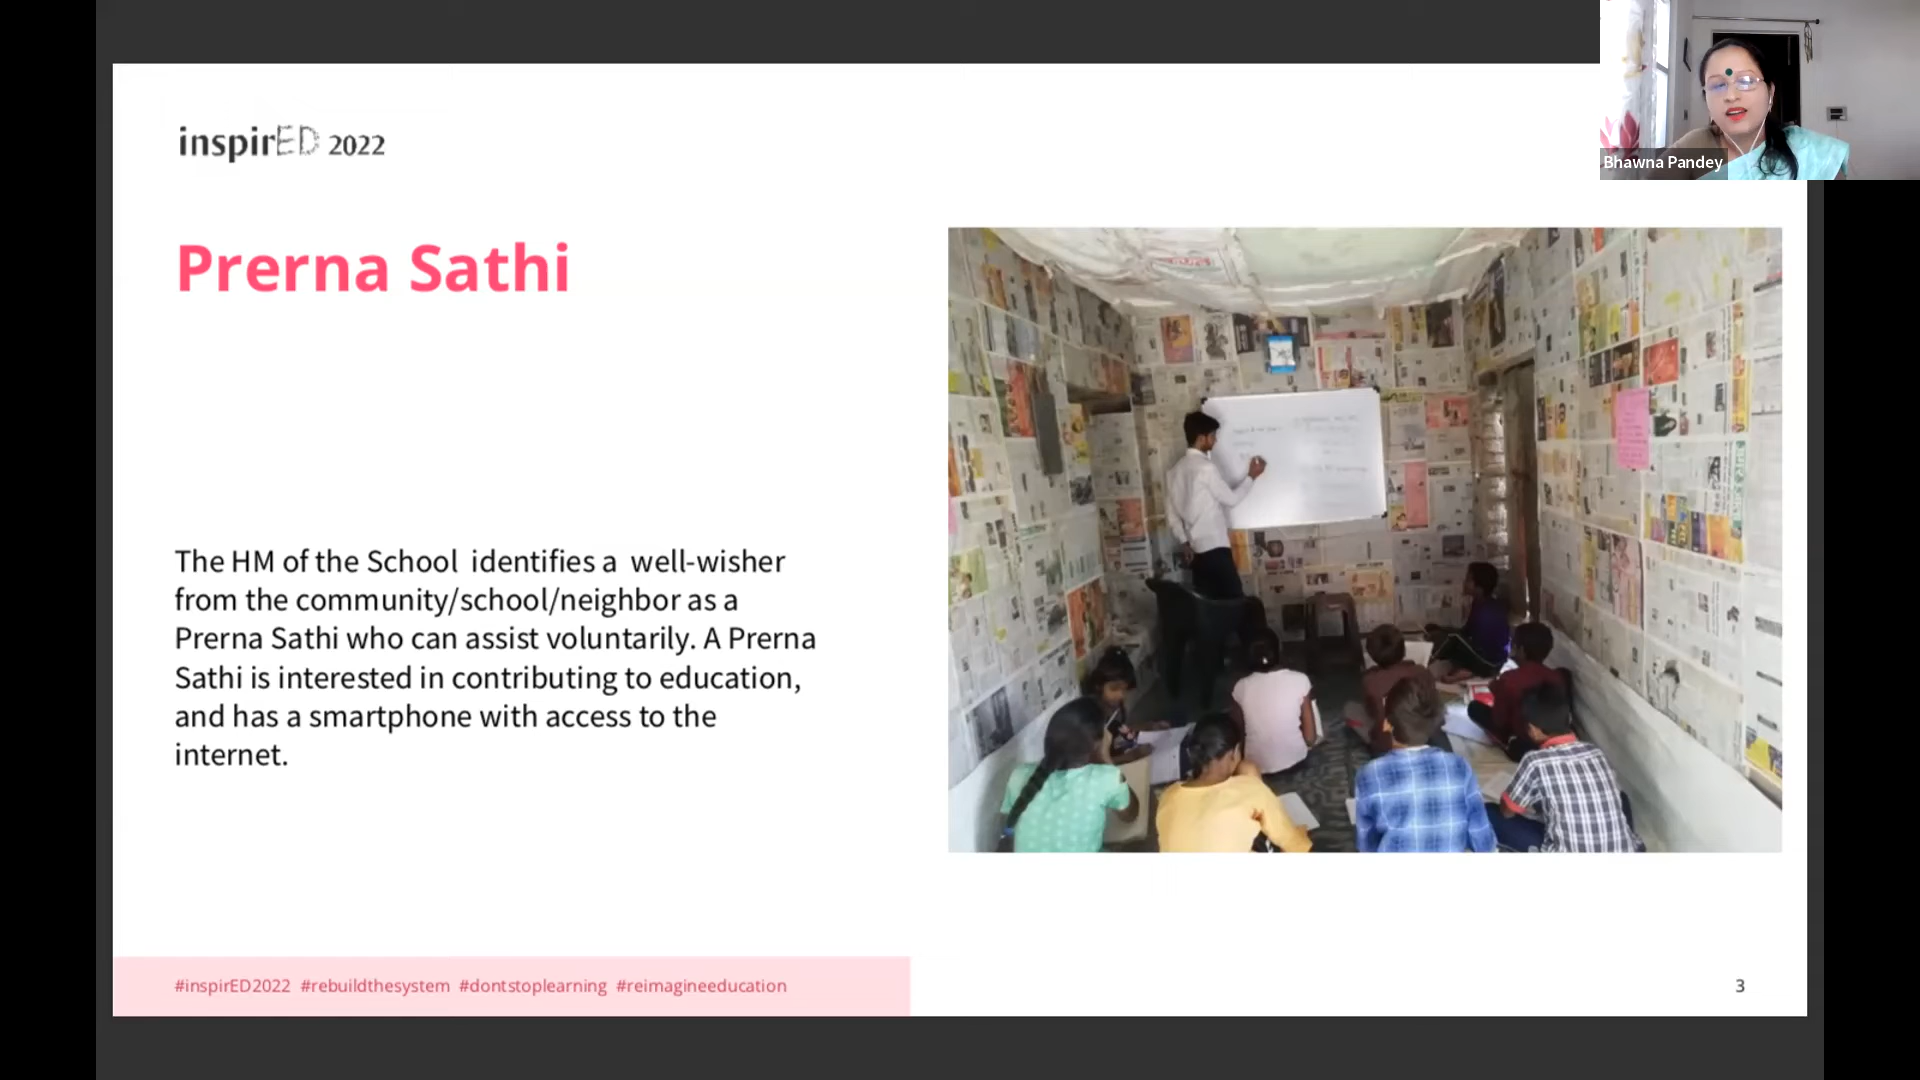 Bhawna Pandey
inspirED 2022
Prerna Sathi
The HM of the School identifies a well-wisher
from the community/school/neighbor as a
Prerna Sathi who can assist voluntarily. A Prerna
Sathi is interested in contributing to education,
and has a smartphone with access to the
internet.
#inspirED2022 #rebuildthesystem #dontstoplearning #reimagineeducation
3